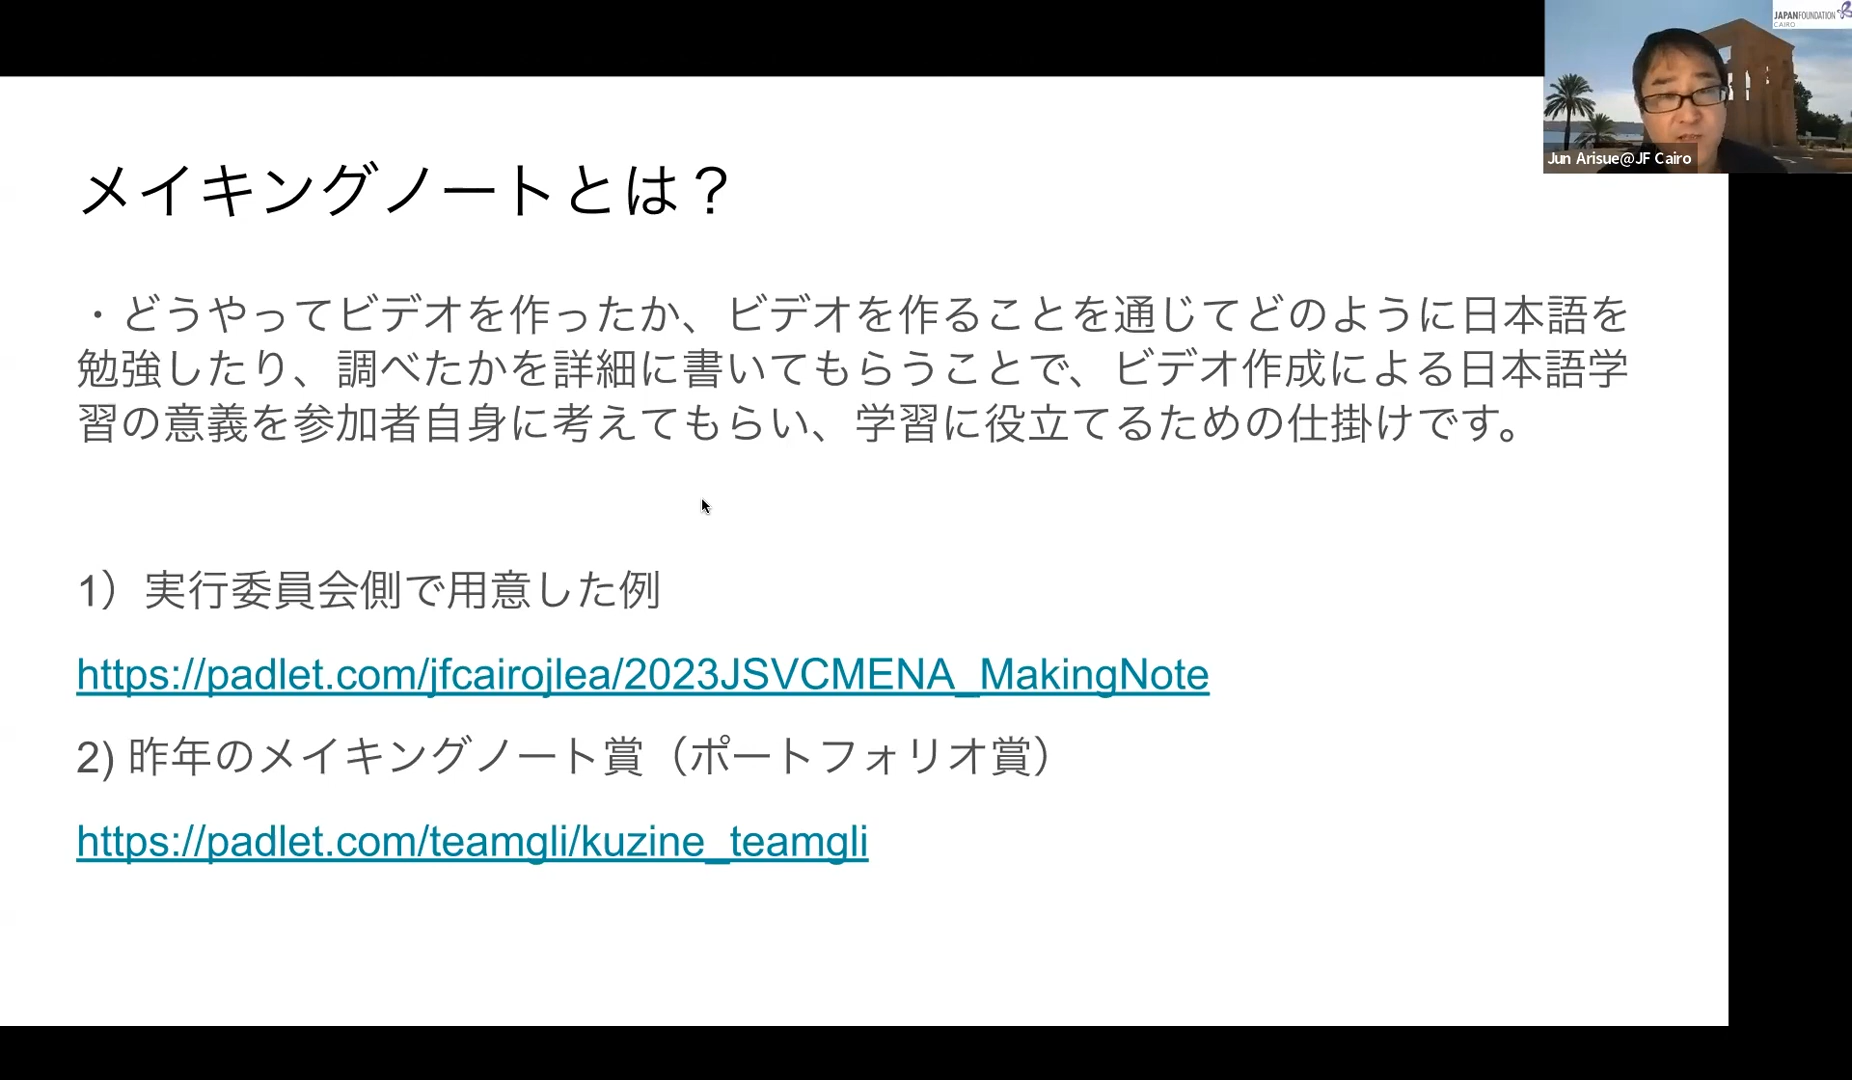 JAPANFOUNDATION
CAIRO
Jun Arisue@JF Cairo
メイキングノートとは？
・どうやってビデオを作ったか、ビデオを作ることを通じてどのように日本語を
勉強したり、調べたかを詳細に書いてもらうことで、ビデオ作成による日本語学
習の意義を参加者自身に考えてもらい、学習に役立てるための仕掛けです。
1）実行委員会側で用意した例
https://padlet.com/jfcairojlea/2023JSVCMENA_MakingNote
2) 昨年のメイキングノート賞（ポートフォリオ賞）
https://padlet.com/teamgli/kuzine_teamgli